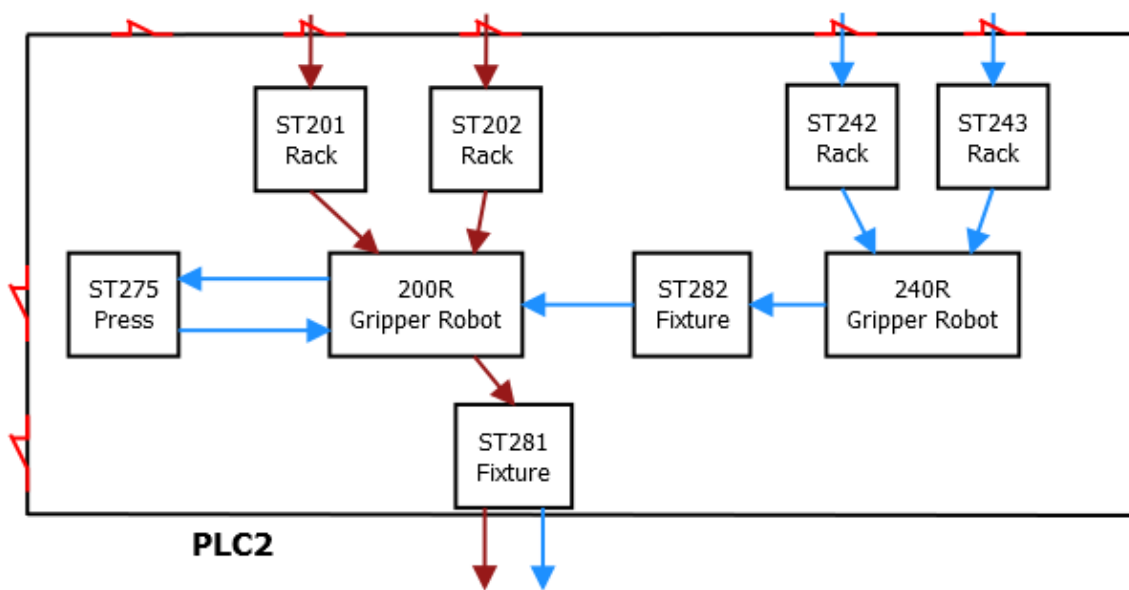 ST201
Rack
ST202
Rack
ST242
Rack
ST243
Rack
ST275
Press
200R
Gripper Robot
ST282
Fixture
240R
Gripper Robot
ST281
Fixture
PLC2